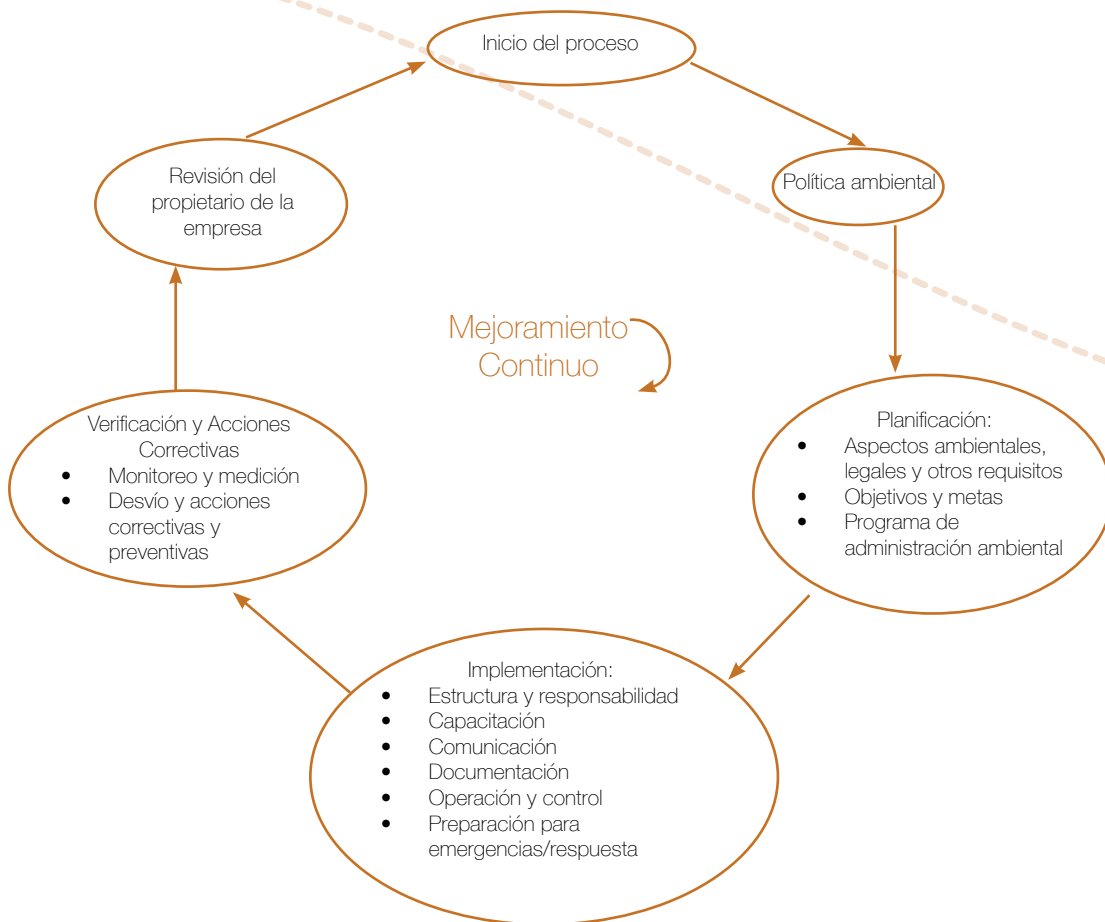 Inicio del proceso
Política ambiental
Planificación:
• Aspectos ambientales,
legales y otros requisitos
• Objetivos y metas
• Programa de
administración ambiental
Implementación:
• Estructura y responsabilidad
• Capacitación
• Comunicación
• Documentación
• Operación y control
• Preparación para
emergencias/respuesta
Verificación y Acciones
Correctivas
• Monitoreo y medición
• Desvío y acciones
correctivas y
preventivas
Revisión del
propietario de la
empresa
Mejoramiento
Continuo